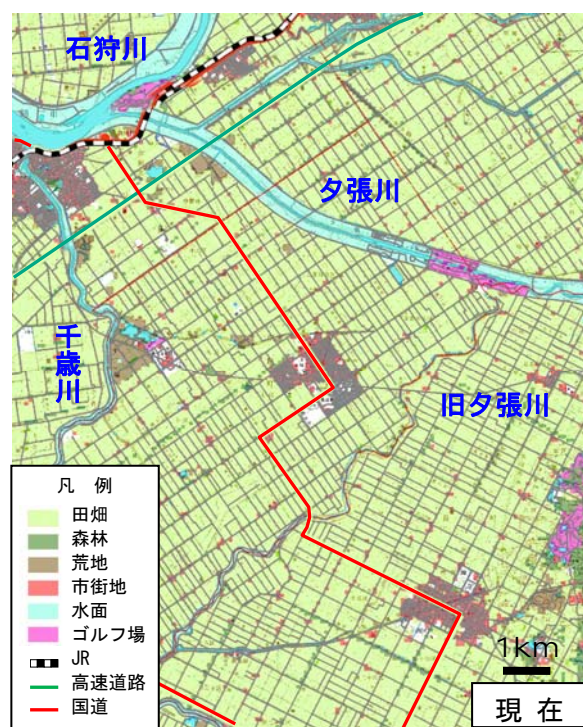 石狩川
夕張川
千歳川
旧夕張川
凡 例
田畑
森林
荒地
市街地
水面
ゴルフ場
JR
高速道路
国道
1km
現 在